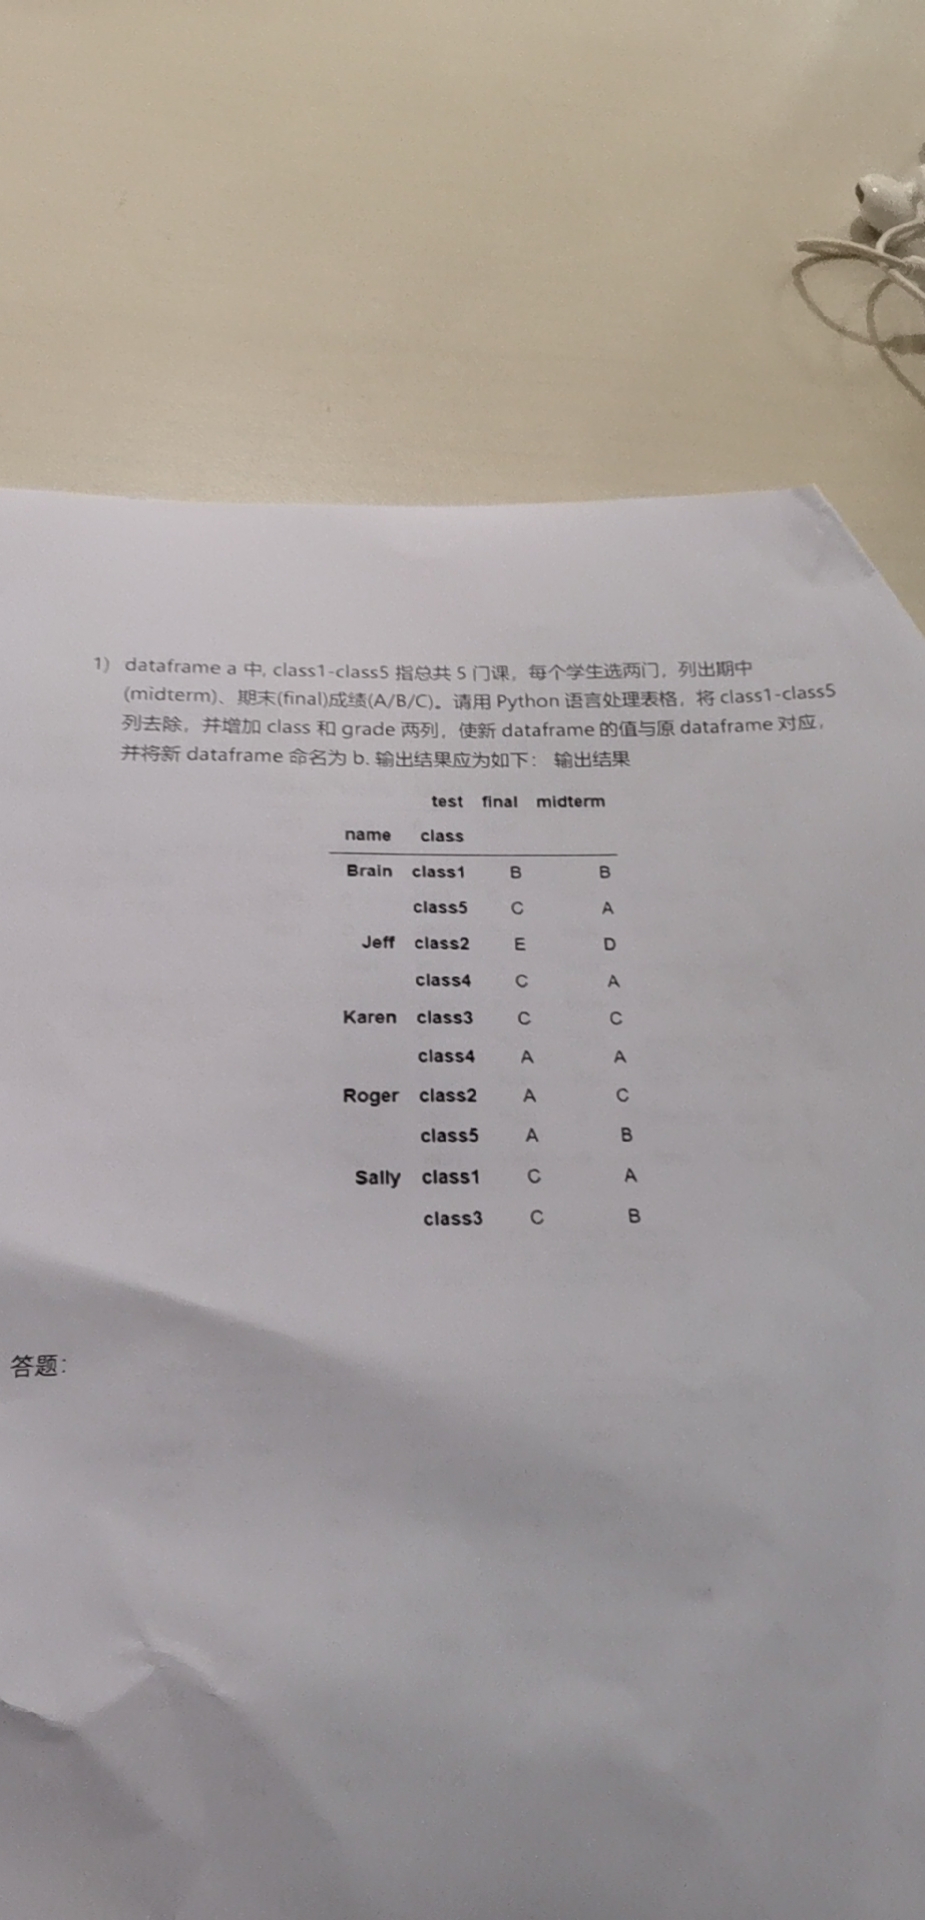 1) dataframe a 中, class1-class5 指总共 5 门课，每个学生选两门，列出期中
(midterm)、期末(final)成绩(A/B/C)。请用 Python 语言处理表格，将 class1-class5
列去除，并增加 class 和 grade 两列，使新 dataframe 的值与原 dataframe 对应，
并将新 dataframe 命名为 b. 输出结果应为如下： 输出结果
test final midterm
name class
Brain class1 B B
class5 C A
Jeff class2 E D
class4 C A
Karen class3 C C
class4 A A
Roger class2 A C
class5 A B
Sally class1 C A
class3 C B
答题：